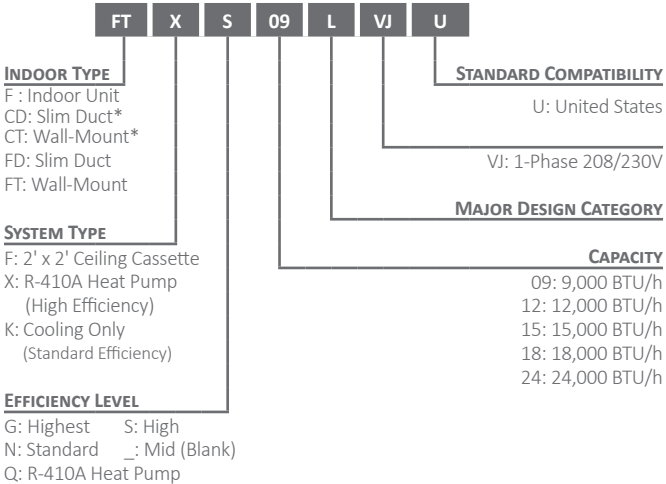 FT X S 09 L VJ U
INDOOR TYPE
F : Indoor Unit
CD: Slim Duct*
CT: Wall-Mount*
FD: Slim Duct
FT: Wall-Mount
SYSTEM TYPE
F: 2' x 2' Ceiling Cassette
X: R-410A Heat Pump
(High Efficiency)
K: Cooling Only
(Standard Efficiency)
EFFICIENCY LEVEL
G: Highest S: High
N: Standard _: Mid (Blank)
Q: R-410A Heat Pump
STANDARD COMPATIBILITY
U: United States
VJ: 1-Phase 208/230V
MAJOR DESIGN CATEGORY
CAPACITY
09: 9,000 BTU/h
12: 12,000 BTU/h
15: 15,000 BTU/h
18: 18,000 BTU/h
24: 24,000 BTU/h